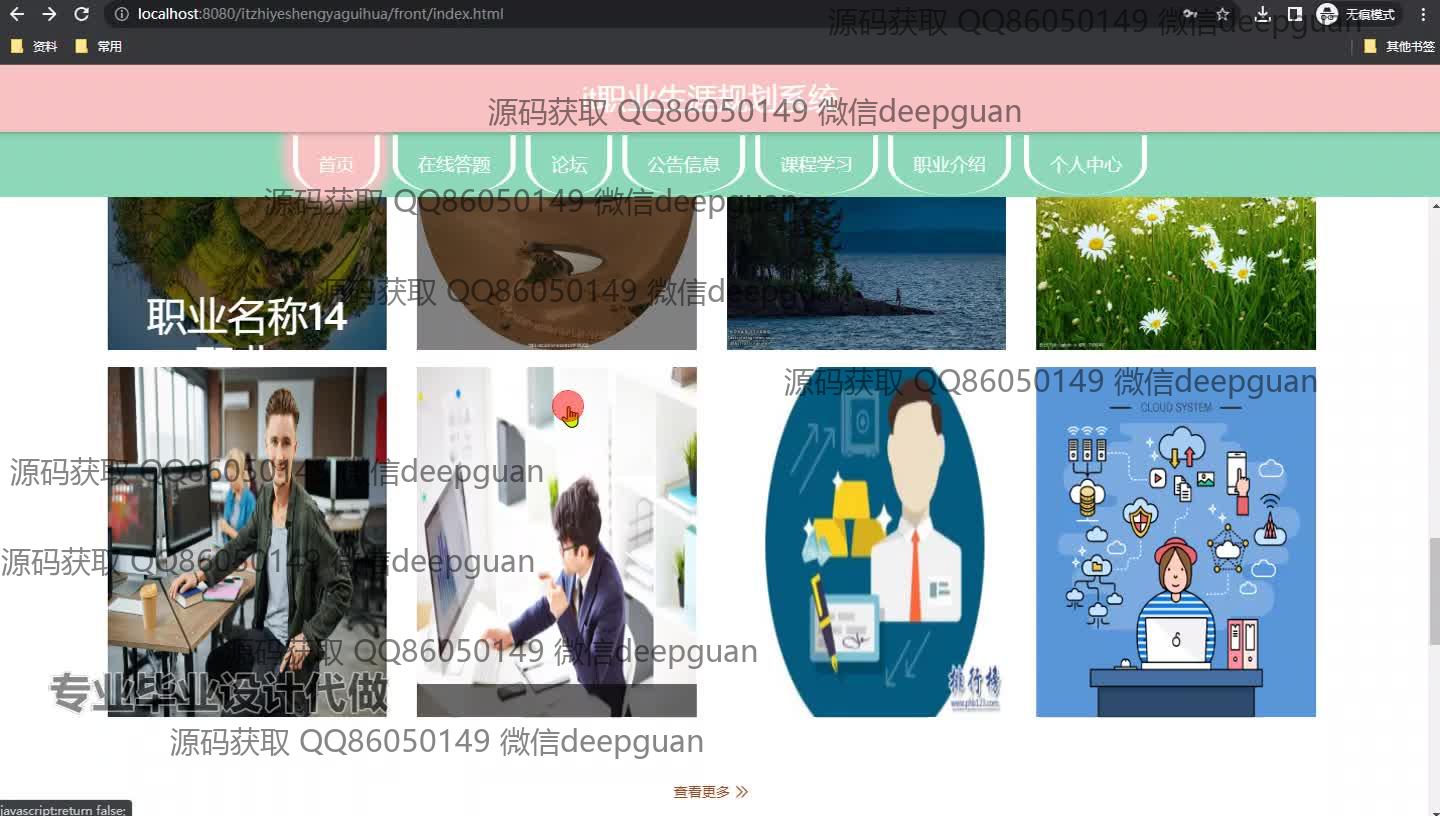 localhost:8080/itzhiyeshengyaguihua/front/index.html
无痕模式
源码获取 QQ86050149 微信deepguan
资料
常用
其他书签
it职业生涯规划系统
源码获取 QQ86050149 微信deepguan
首页
在线答题
论坛
公告信息
课程学习
职业介绍
个人中心
源码获取 QQ86050149 微信deepguan
源码获取 QQ86050149 微信deepguan
职业名称14
源码获取 QQ86050149 微信deepguan
CLOUD SYSTEM
源码获取 QQ86050149 微信deepguan
源码获取 QQ86050149 微信deepguan
源码获取 QQ86050149 微信deepguan
排行榜
www.phb123.com
专业毕业设计代做
源码获取 QQ86050149 微信deepguan
查看更多
javascript:return false;